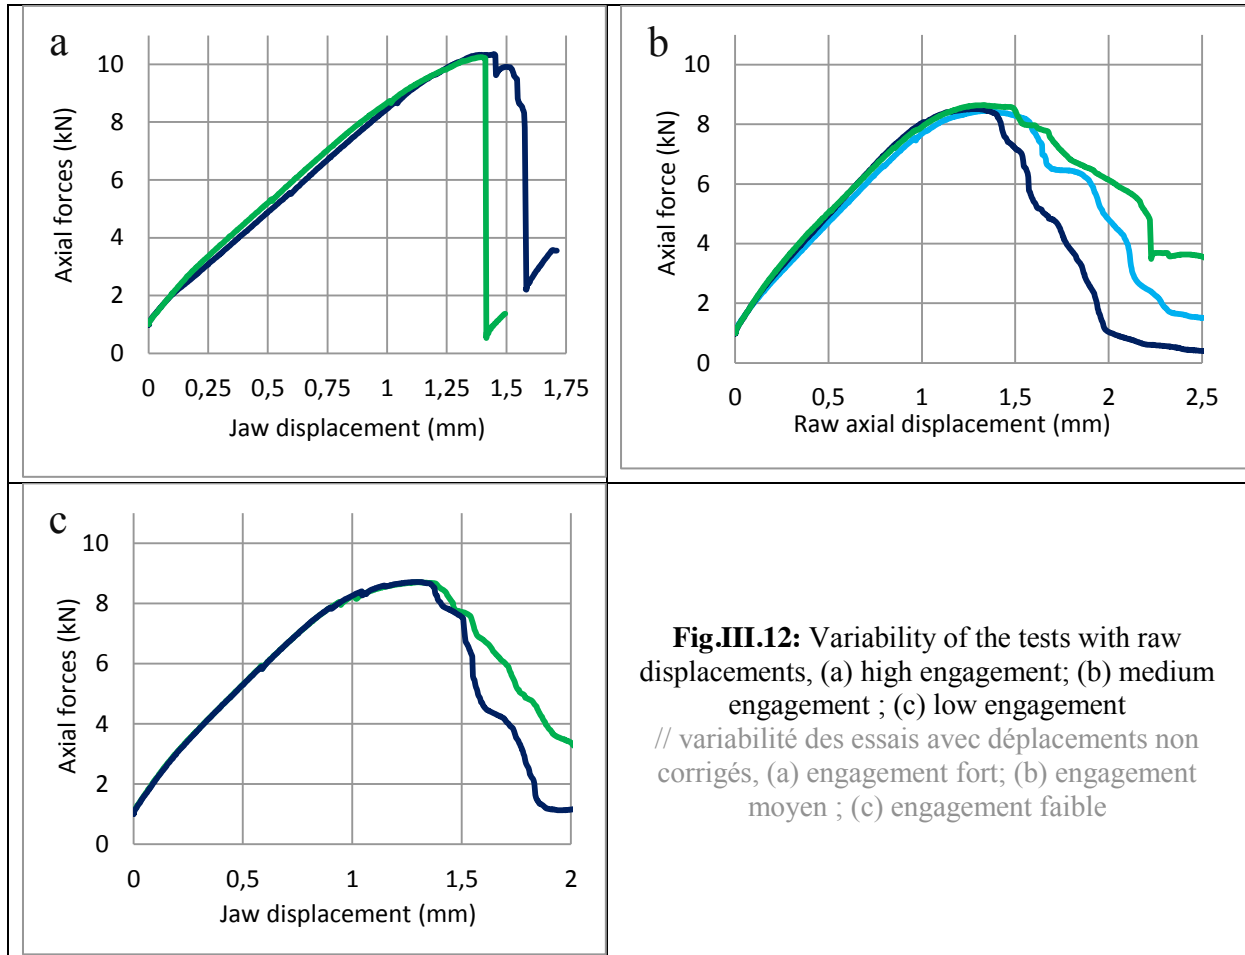 a
10
8
6
4
2
0
Axial forces (kN)
0 0,25 0,5 0,75 1 1,25 1,5 1,75
Jaw displacement (mm)
b
10
8
6
4
2
0
Axial force (kN)
0 0,5 1 1,5 2 2,5
Raw axial displacement (mm)
c
10
8
6
4
2
0
Axial forces (kN)
0 0,5 1 1,5 2
Jaw displacement (mm)
Fig.III.12: Variability of the tests with raw
displacements, (a) high engagement; (b) medium
engagement ; (c) low engagement
// variabilité des essais avec déplacements non
corrigés, (a) engagement fort; (b) engagement
moyen ; (c) engagement faible